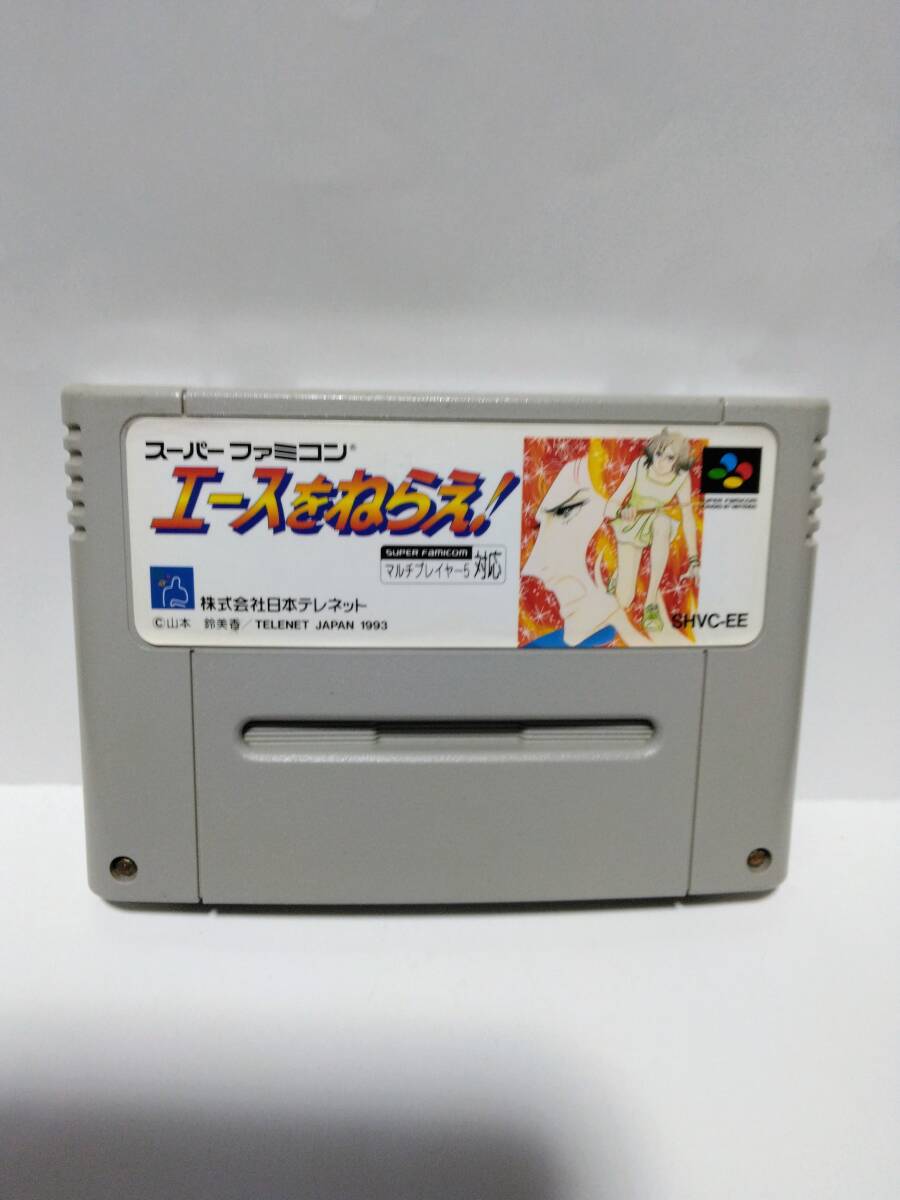 スーパーファミコン®
エースをねらえ!
SUPER FAMICOM
マルチプレイヤー5 対応
株式会社日本テレネット
©山本 鈴美香/TELENET JAPAN 1993
SUPER FAMICOM
SHVC-EE